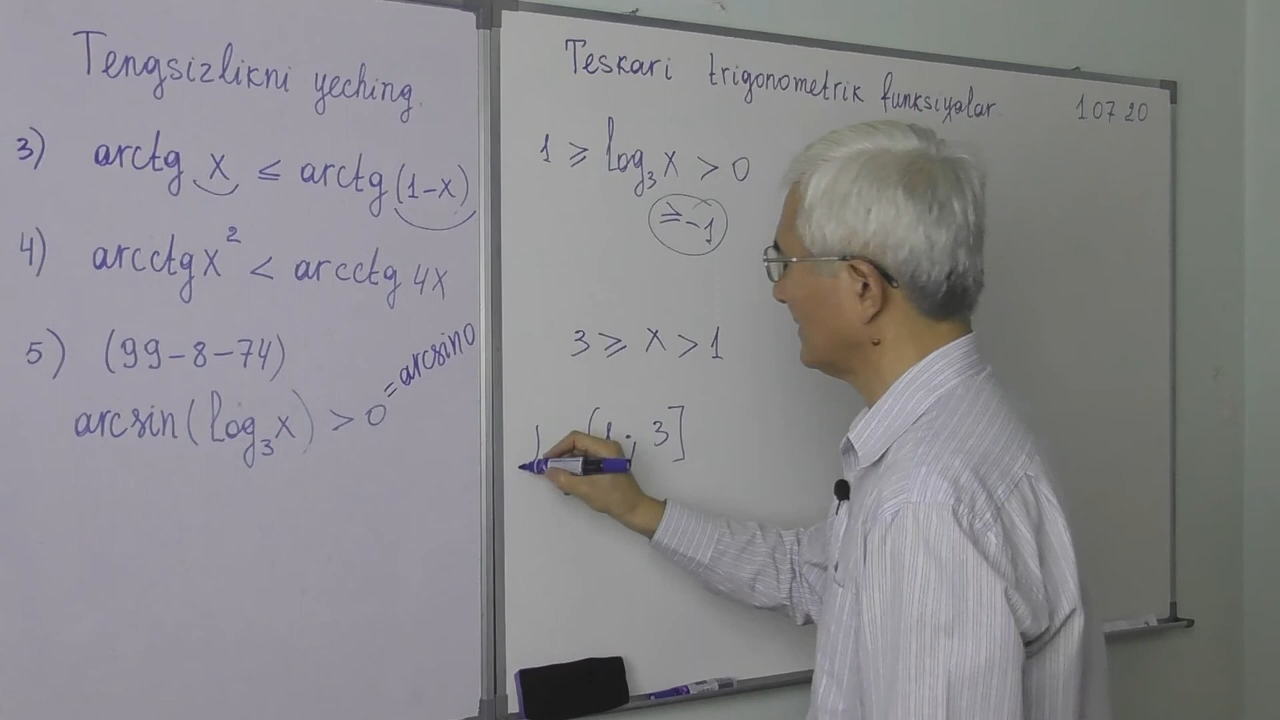 Tengsizlikni yeching.
3) arctg x ≤ arctg (1-x)
4) arcctg x² < arcctg 4x
5) (99-8-74)
arcsin(log₃x) > 0 = arcsin0
Teskari trigonometrik funksiyalar. 1 07 20
1 ≥ log₃x > 0
≥ -1
3 ≥ x > 1
J (1; 3]